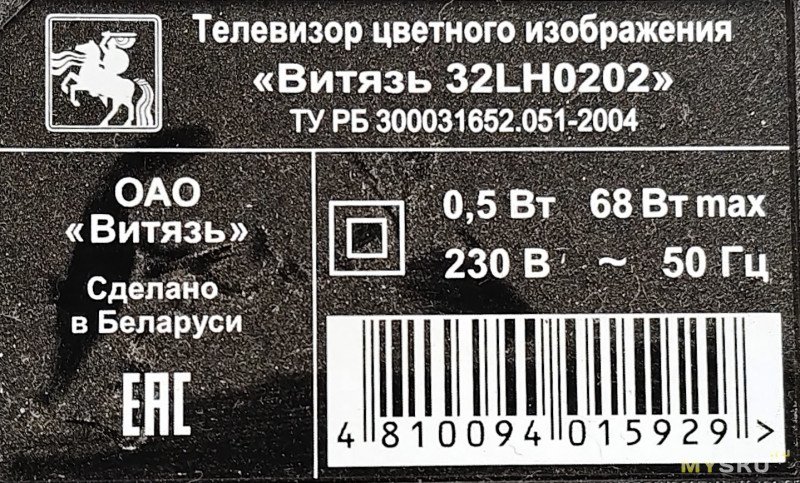 Телевизор цветного изображения
«Витязь 32LH0202»
ТУ РБ 300031652.051-2004
ОАО
«Витязь»
Сделано
в Беларуси
EAC
0,5 Вт 68 Вт max
230 В ~ 50 Гц
4 810094 015929 >
MYSKU